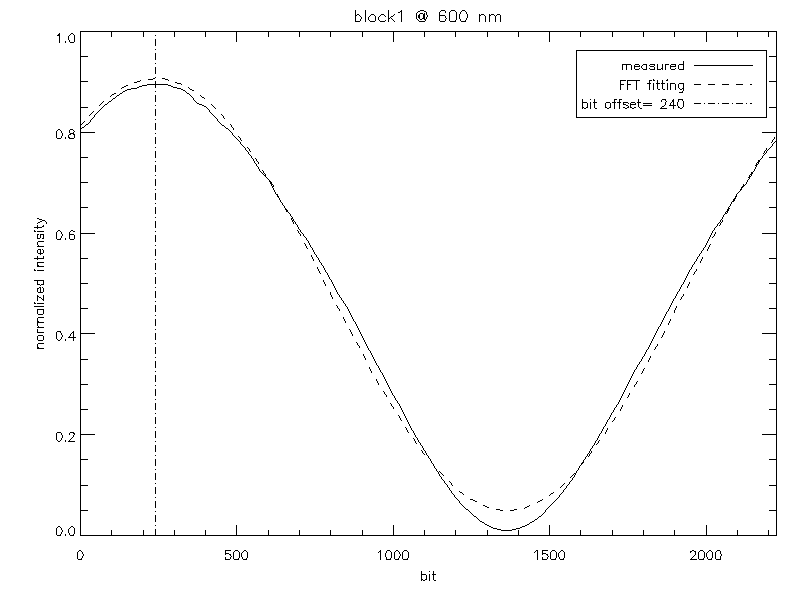 block1 @ 600 nm
measured
FFT fitting
bit offset= 240
normalized intensity
1.0
0.8
0.6
0.4
0.2
0.0
0 500 1000 1500 2000
bit